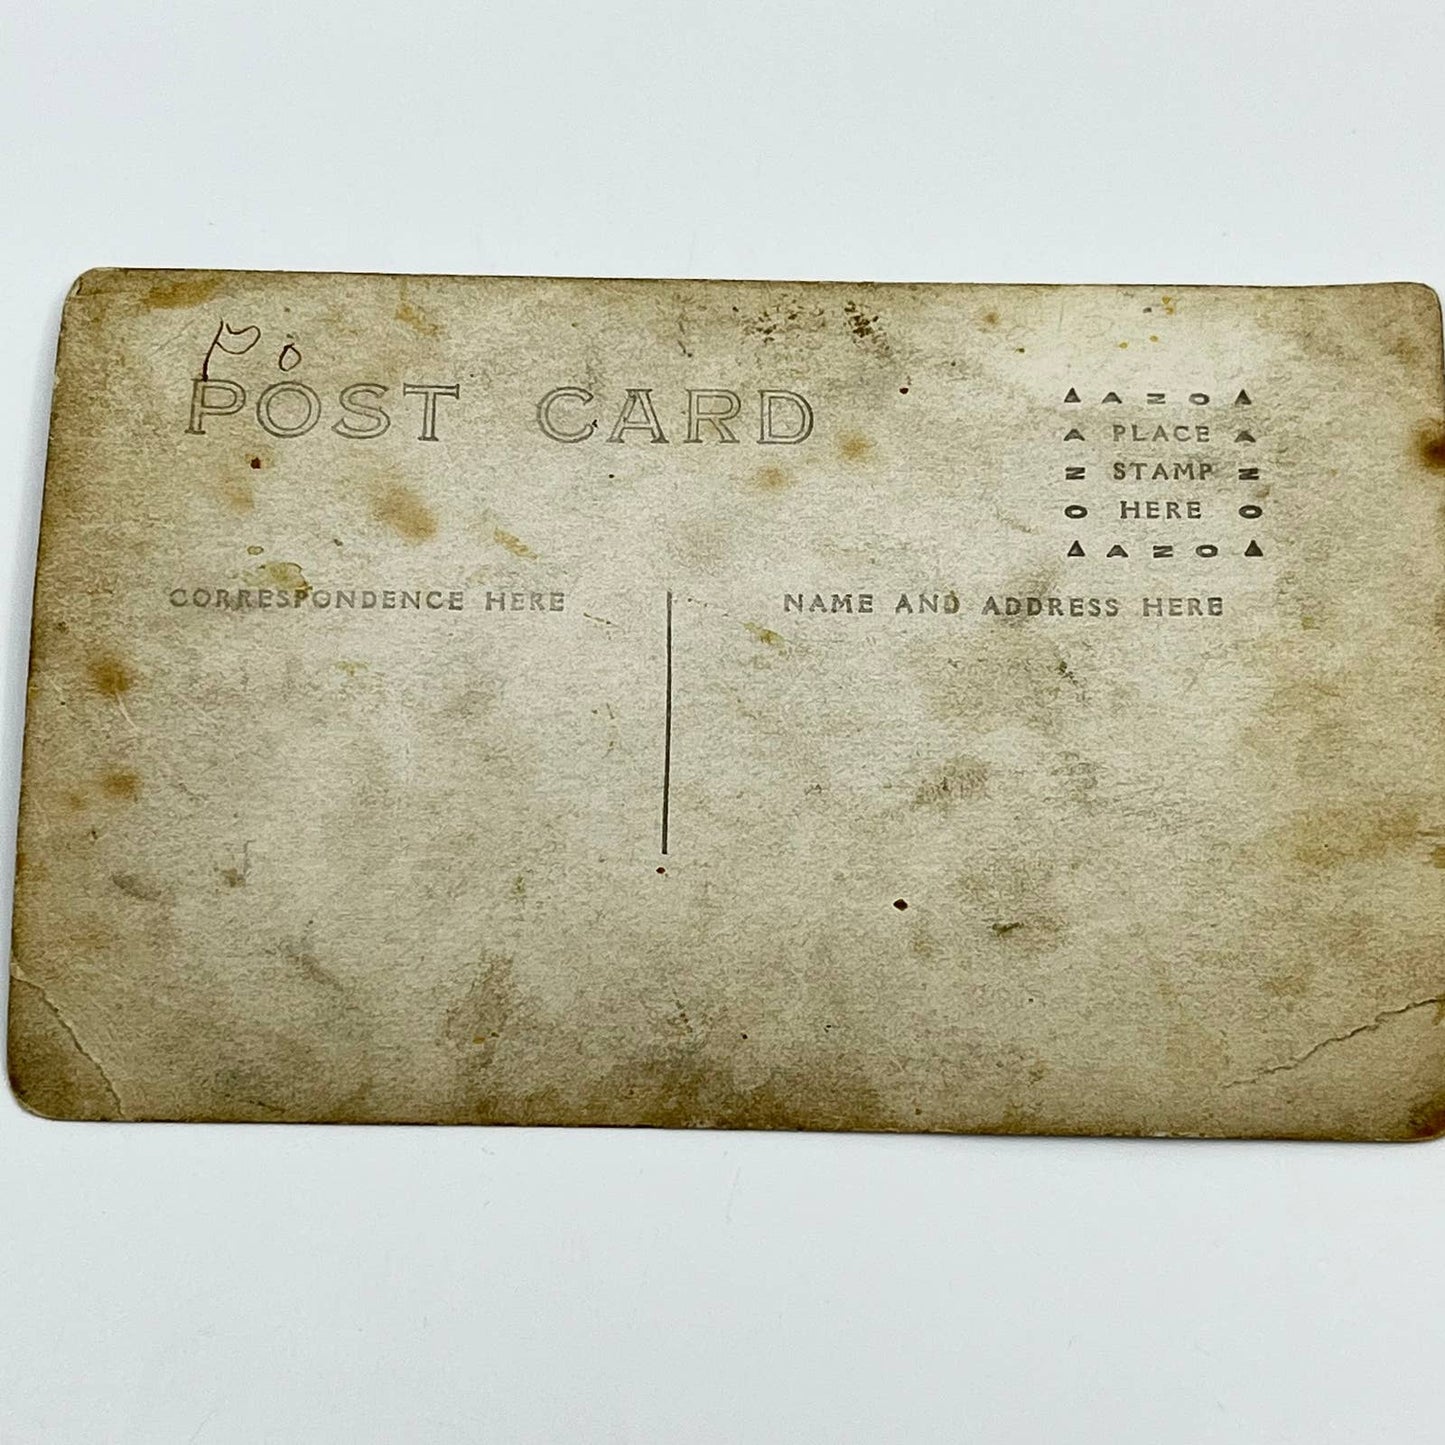 Po
POST CARD
AZO
A PLACE A
Z STAMP Z
O HERE O
AZO
CORRESPONDENCE HERE
NAME AND ADDRESS HERE